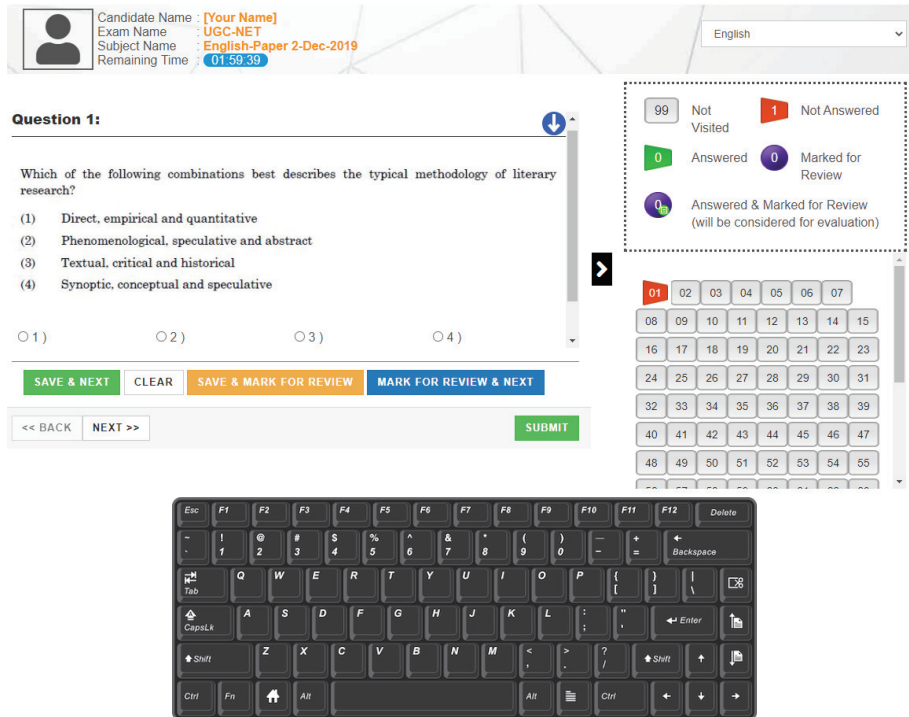 Candidate Name : [Your Name]
Exam Name : UGC-NET
Subject Name : English-Paper 2-Dec-2019
Remaining Time : 01:59:39
English
Question 1:
Which of the following combinations best describes the typical methodology of literary
research?
(1) Direct, empirical and quantitative
(2) Phenomenological, speculative and abstract
(3) Textual, critical and historical
(4) Synoptic, conceptual and speculative
1 ) 2 ) 3 ) 4 )
SAVE & NEXT CLEAR SAVE & MARK FOR REVIEW MARK FOR REVIEW & NEXT
<< BACK NEXT >> SUBMIT
99 Not Visited 1 Not Answered
0 Answered 0 Marked for Review
0 Answered & Marked for Review
(will be considered for evaluation)
01 02 03 04 05 06 07
08 09 10 11 12 13 14 15
16 17 18 19 20 21 22 23
24 25 26 27 28 29 30 31
32 33 34 35 36 37 38 39
40 41 42 43 44 45 46 47
48 49 50 51 52 53 54 55
Esc F1 F2 F3 F4 F5 F6 F7 F8 F9 F10 F11 F12 Delete
~ ! @ # $ % ^ & * ( ) — + Backspace
1 2 3 4 5 6 7 8 9 0 - =
Tab Q W E R T Y U I O P { [ } ] | \
CapsLk A S D F G H J K L : ; " ' Enter
Shift Z X C V B N M < , > . ? / Shift
Ctrl Fn Alt Alt Ctrl